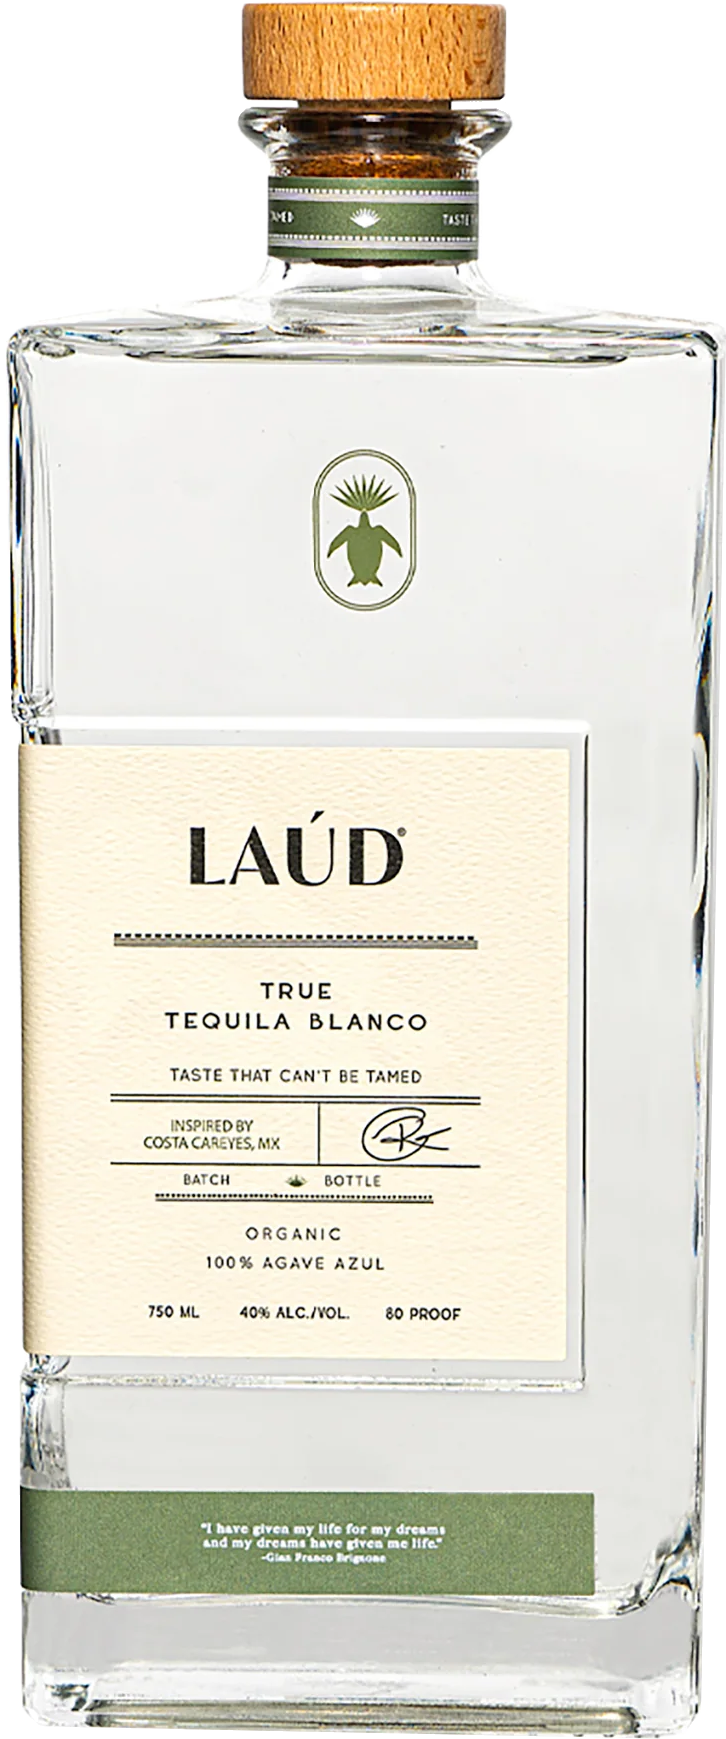 TAMED
TASTE
LAÚD®
TRUE
TEQUILA BLANCO
TASTE THAT CAN'T BE TAMED
INSPIRED BY
COSTA CAREYES, MX
BATCH BOTTLE
ORGANIC
100% AGAVE AZUL
750 ML 40% ALC./VOL. 80 PROOF
"I have given my life for my dreams
and my dreams have given me life."
-Gian Franco Brignone